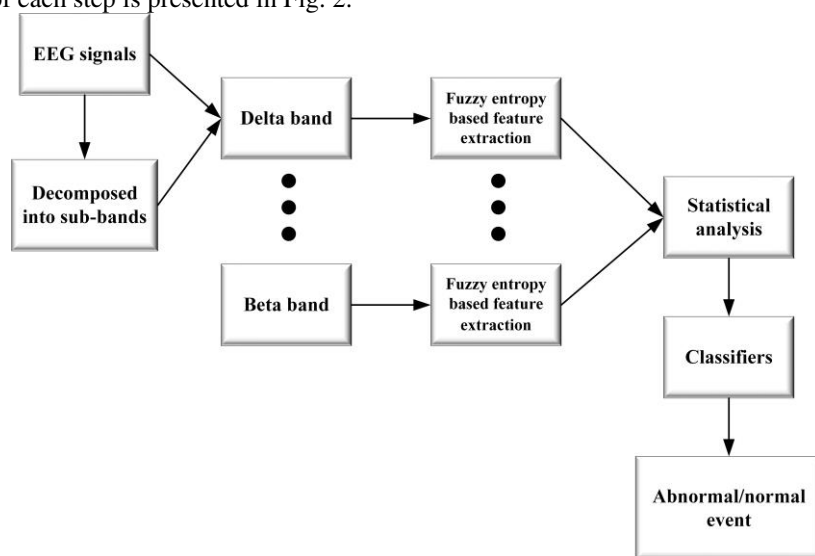 of each step is presented in Fig. 2.
EEG signals
Decomposed
into sub-bands
Delta band
Fuzzy entropy
based feature
extraction
Beta band
Fuzzy entropy
based feature
extraction
Statistical
analysis
Classifiers
Abnormal/normal
event